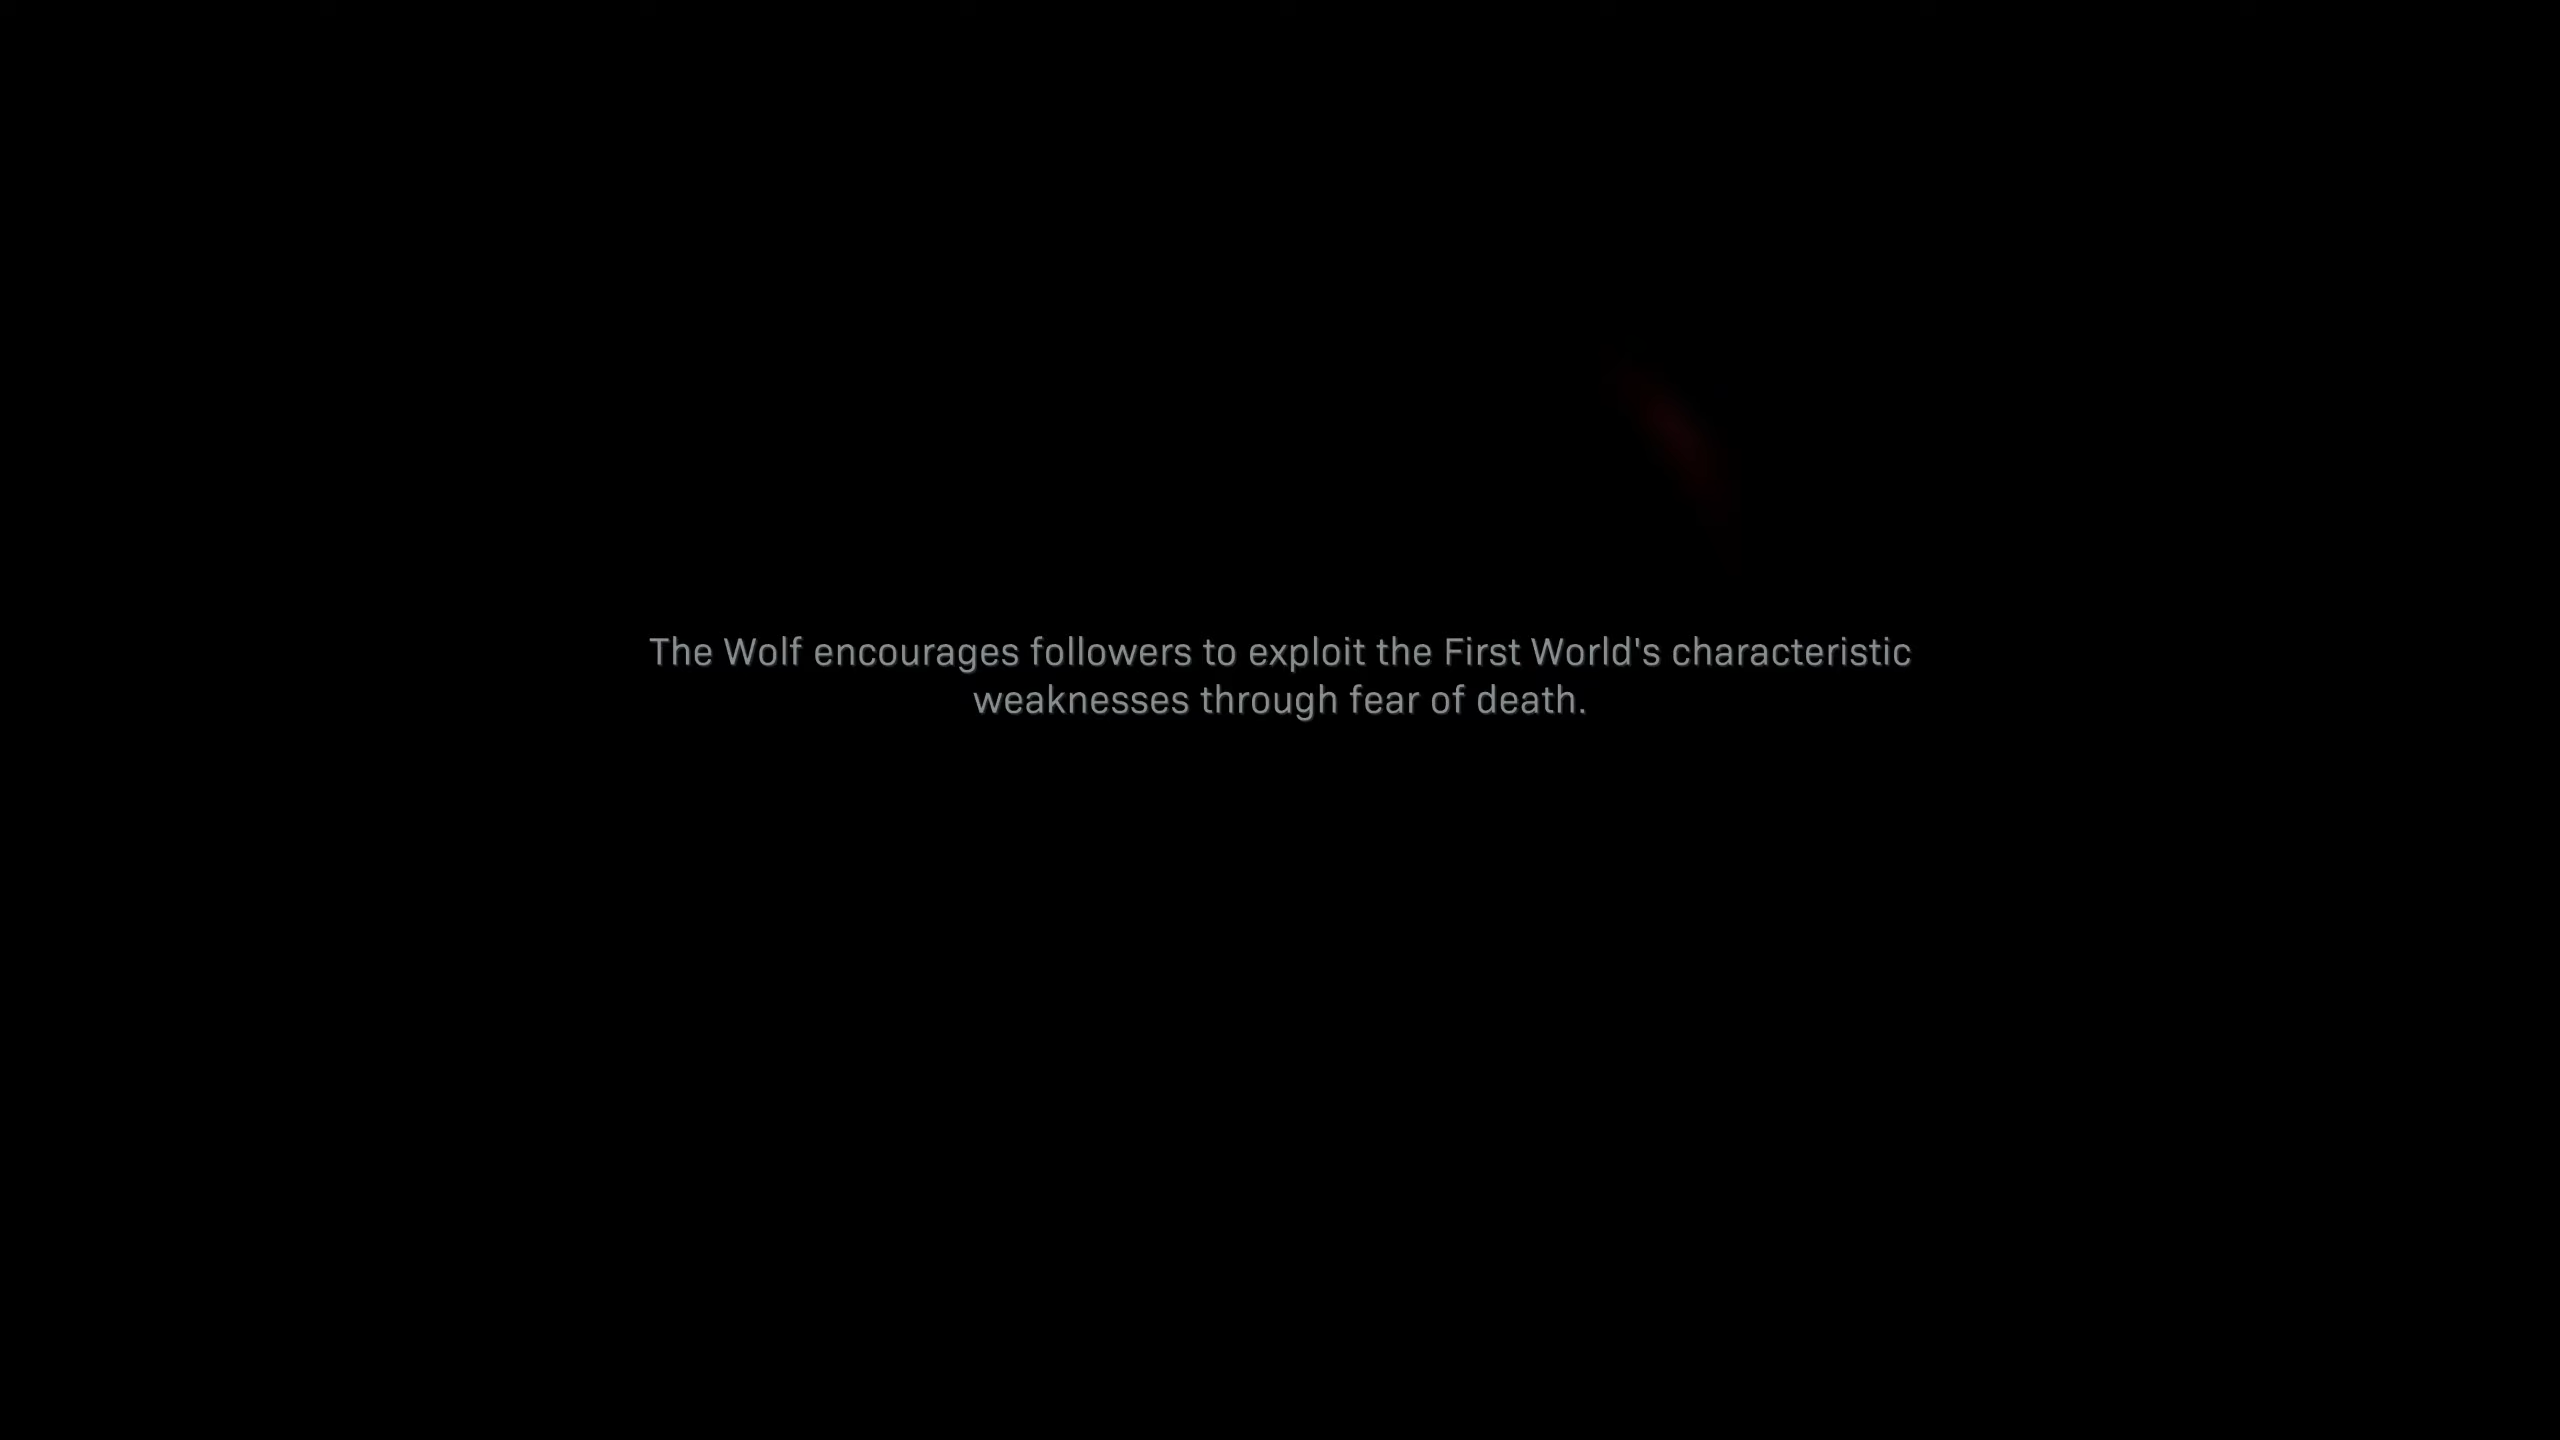 The Wolf encourages followers to exploit the First World's characteristic
weaknesses through fear of death.